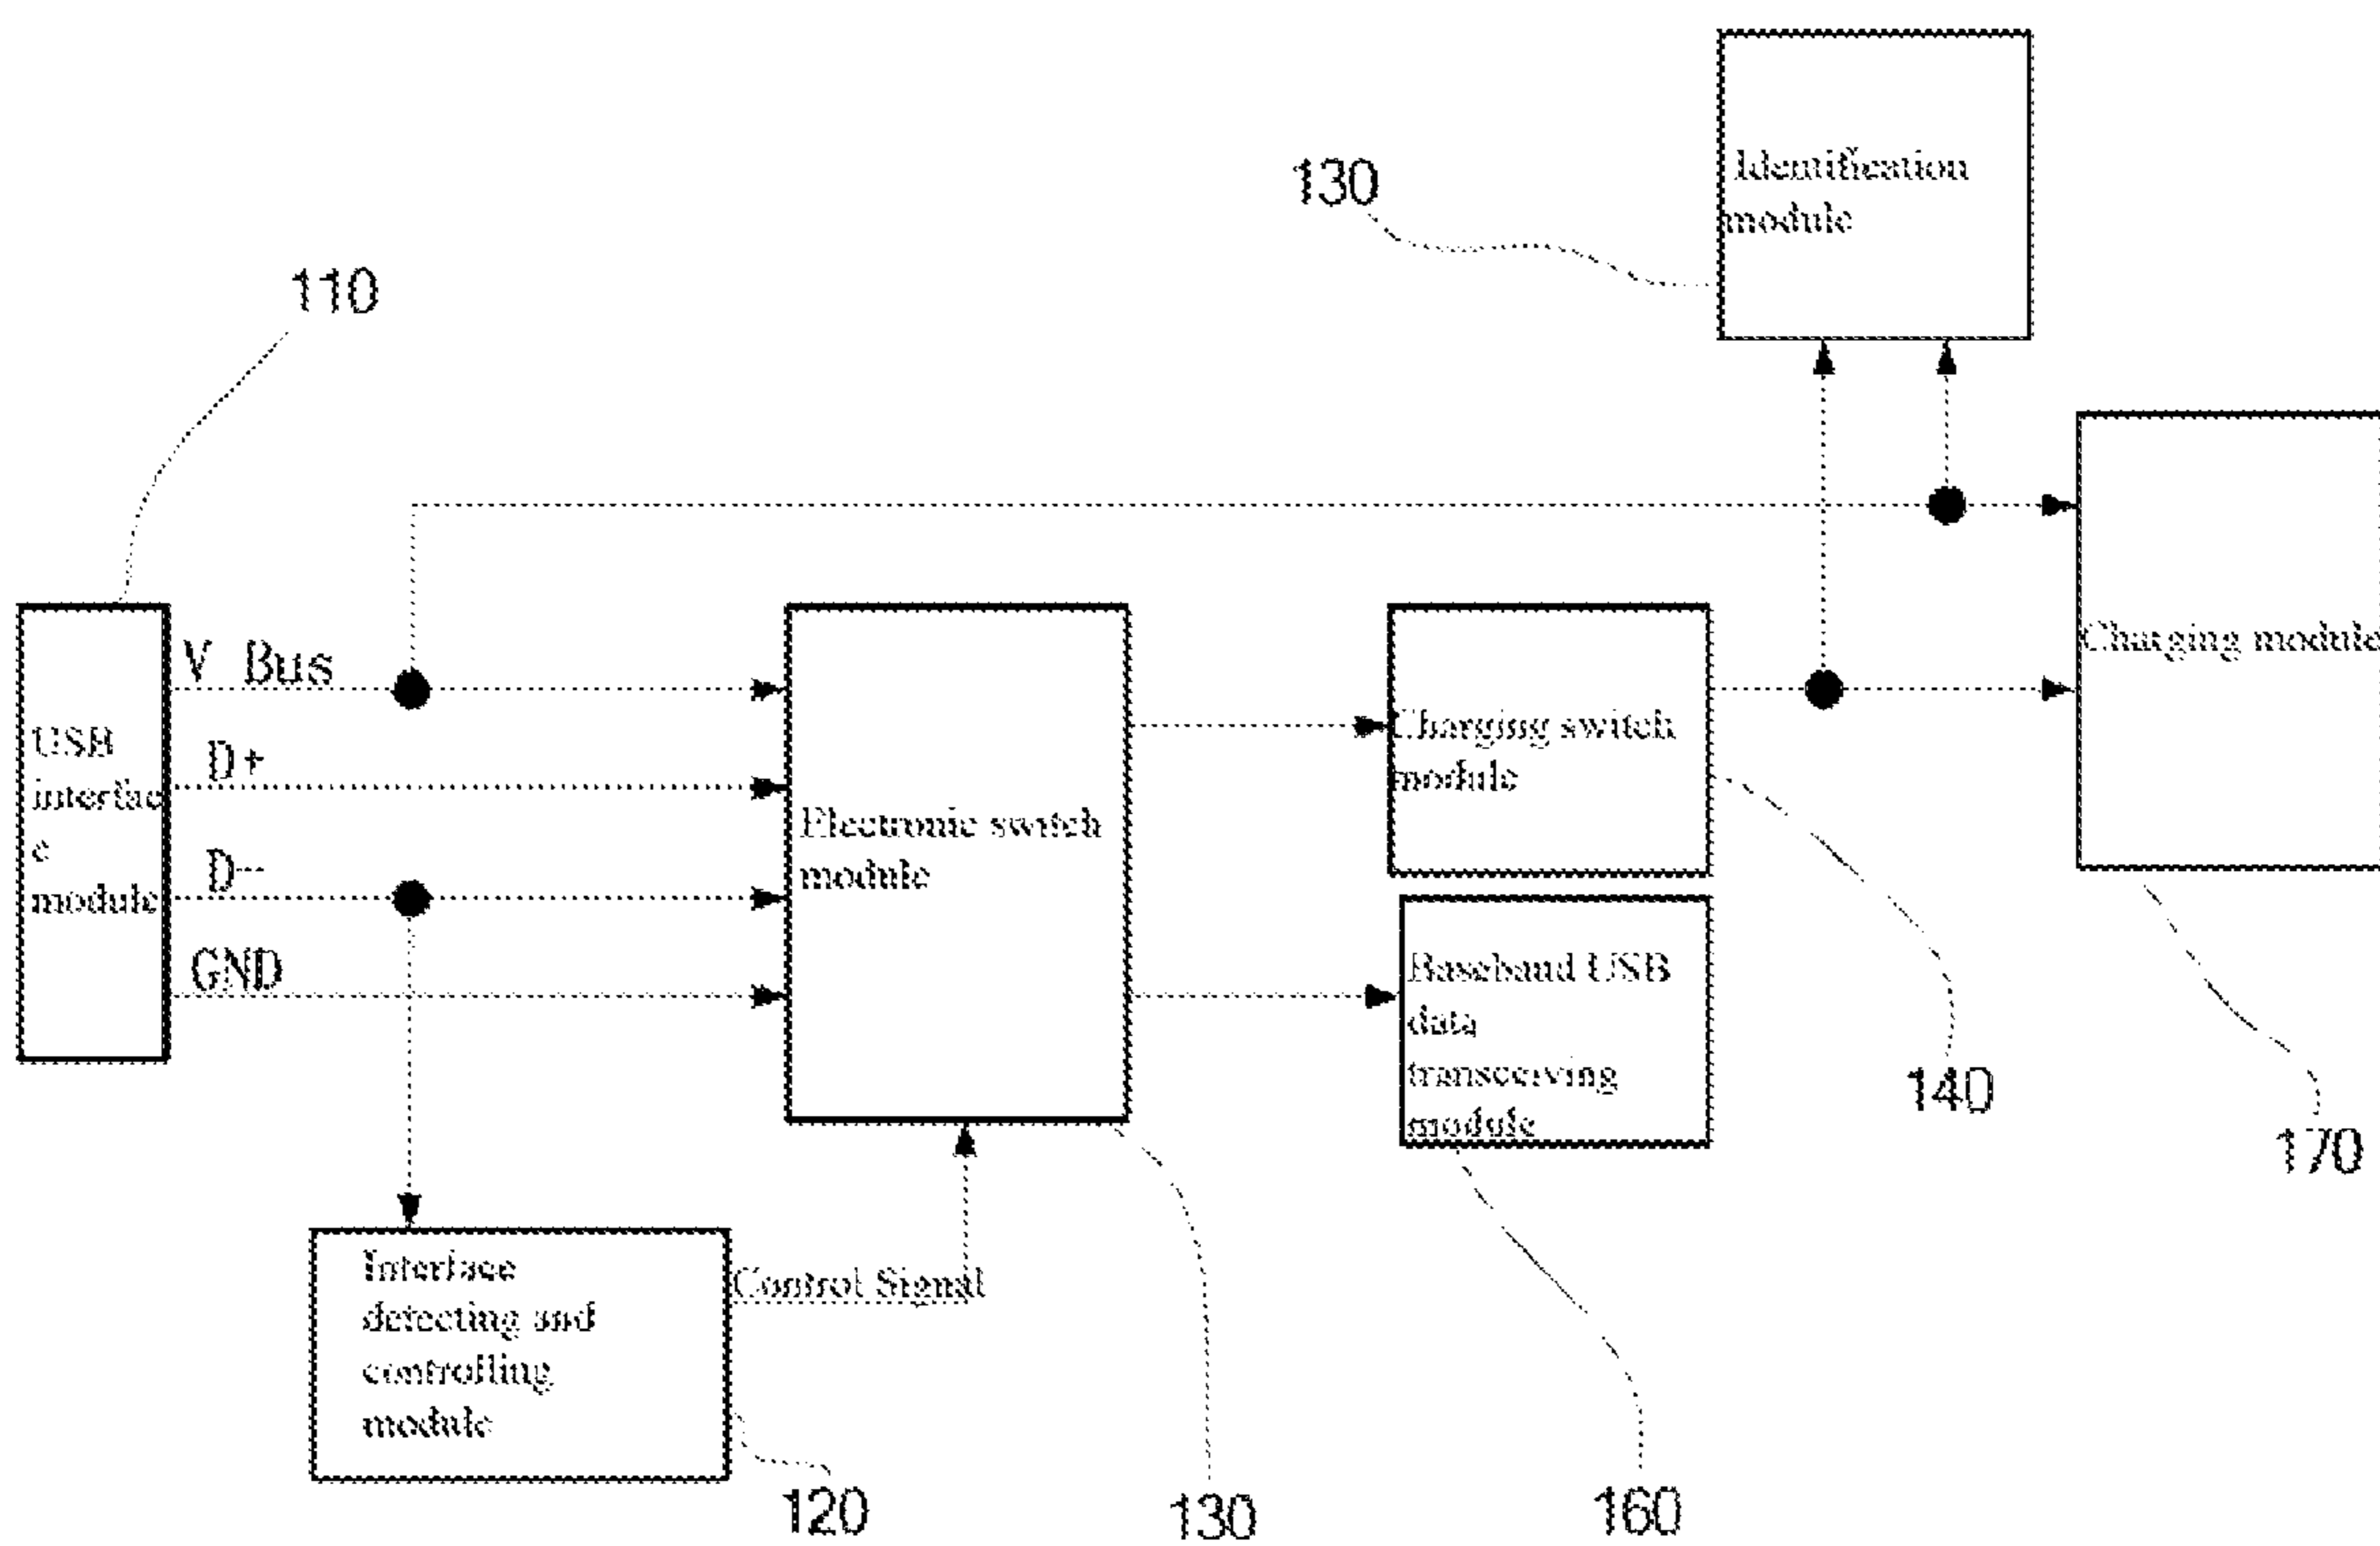 130
Identification
module
110
V Bus
USB
interfac
e
module
D+
D-
GND
Electronic switch
module
Charging switch
module
Charging module
Baseband USB
data
transceiving
module
140
170
Interface
detecting and
controlling
module
Control Signal
120
130
160